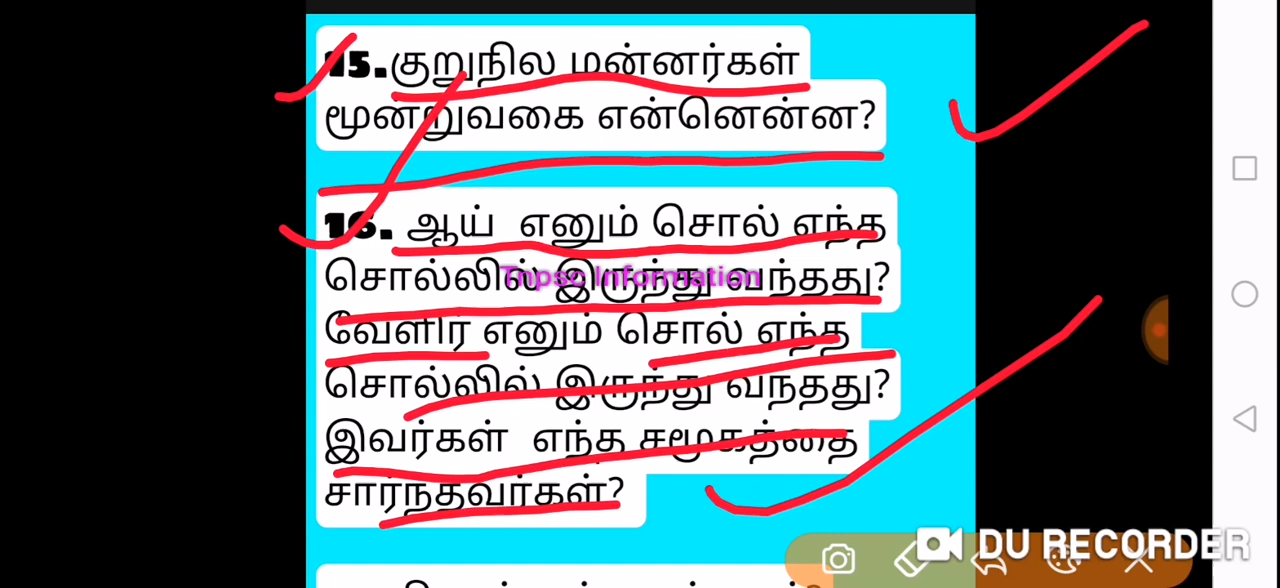 15.குறுநில மன்னர்கள்
மூன்றுவகை என்னென்ன?
16. ஆய் எனும் சொல் எந்த
சொல்லில் இருந்து வந்தது?
Tnpsc Information
வேளிர் எனும் சொல் எந்த
சொல்லில் இருந்து வந்தது?
இவர்கள் எந்த சமூகத்தை
சார்ந்தவர்கள்?
DU RECORDER